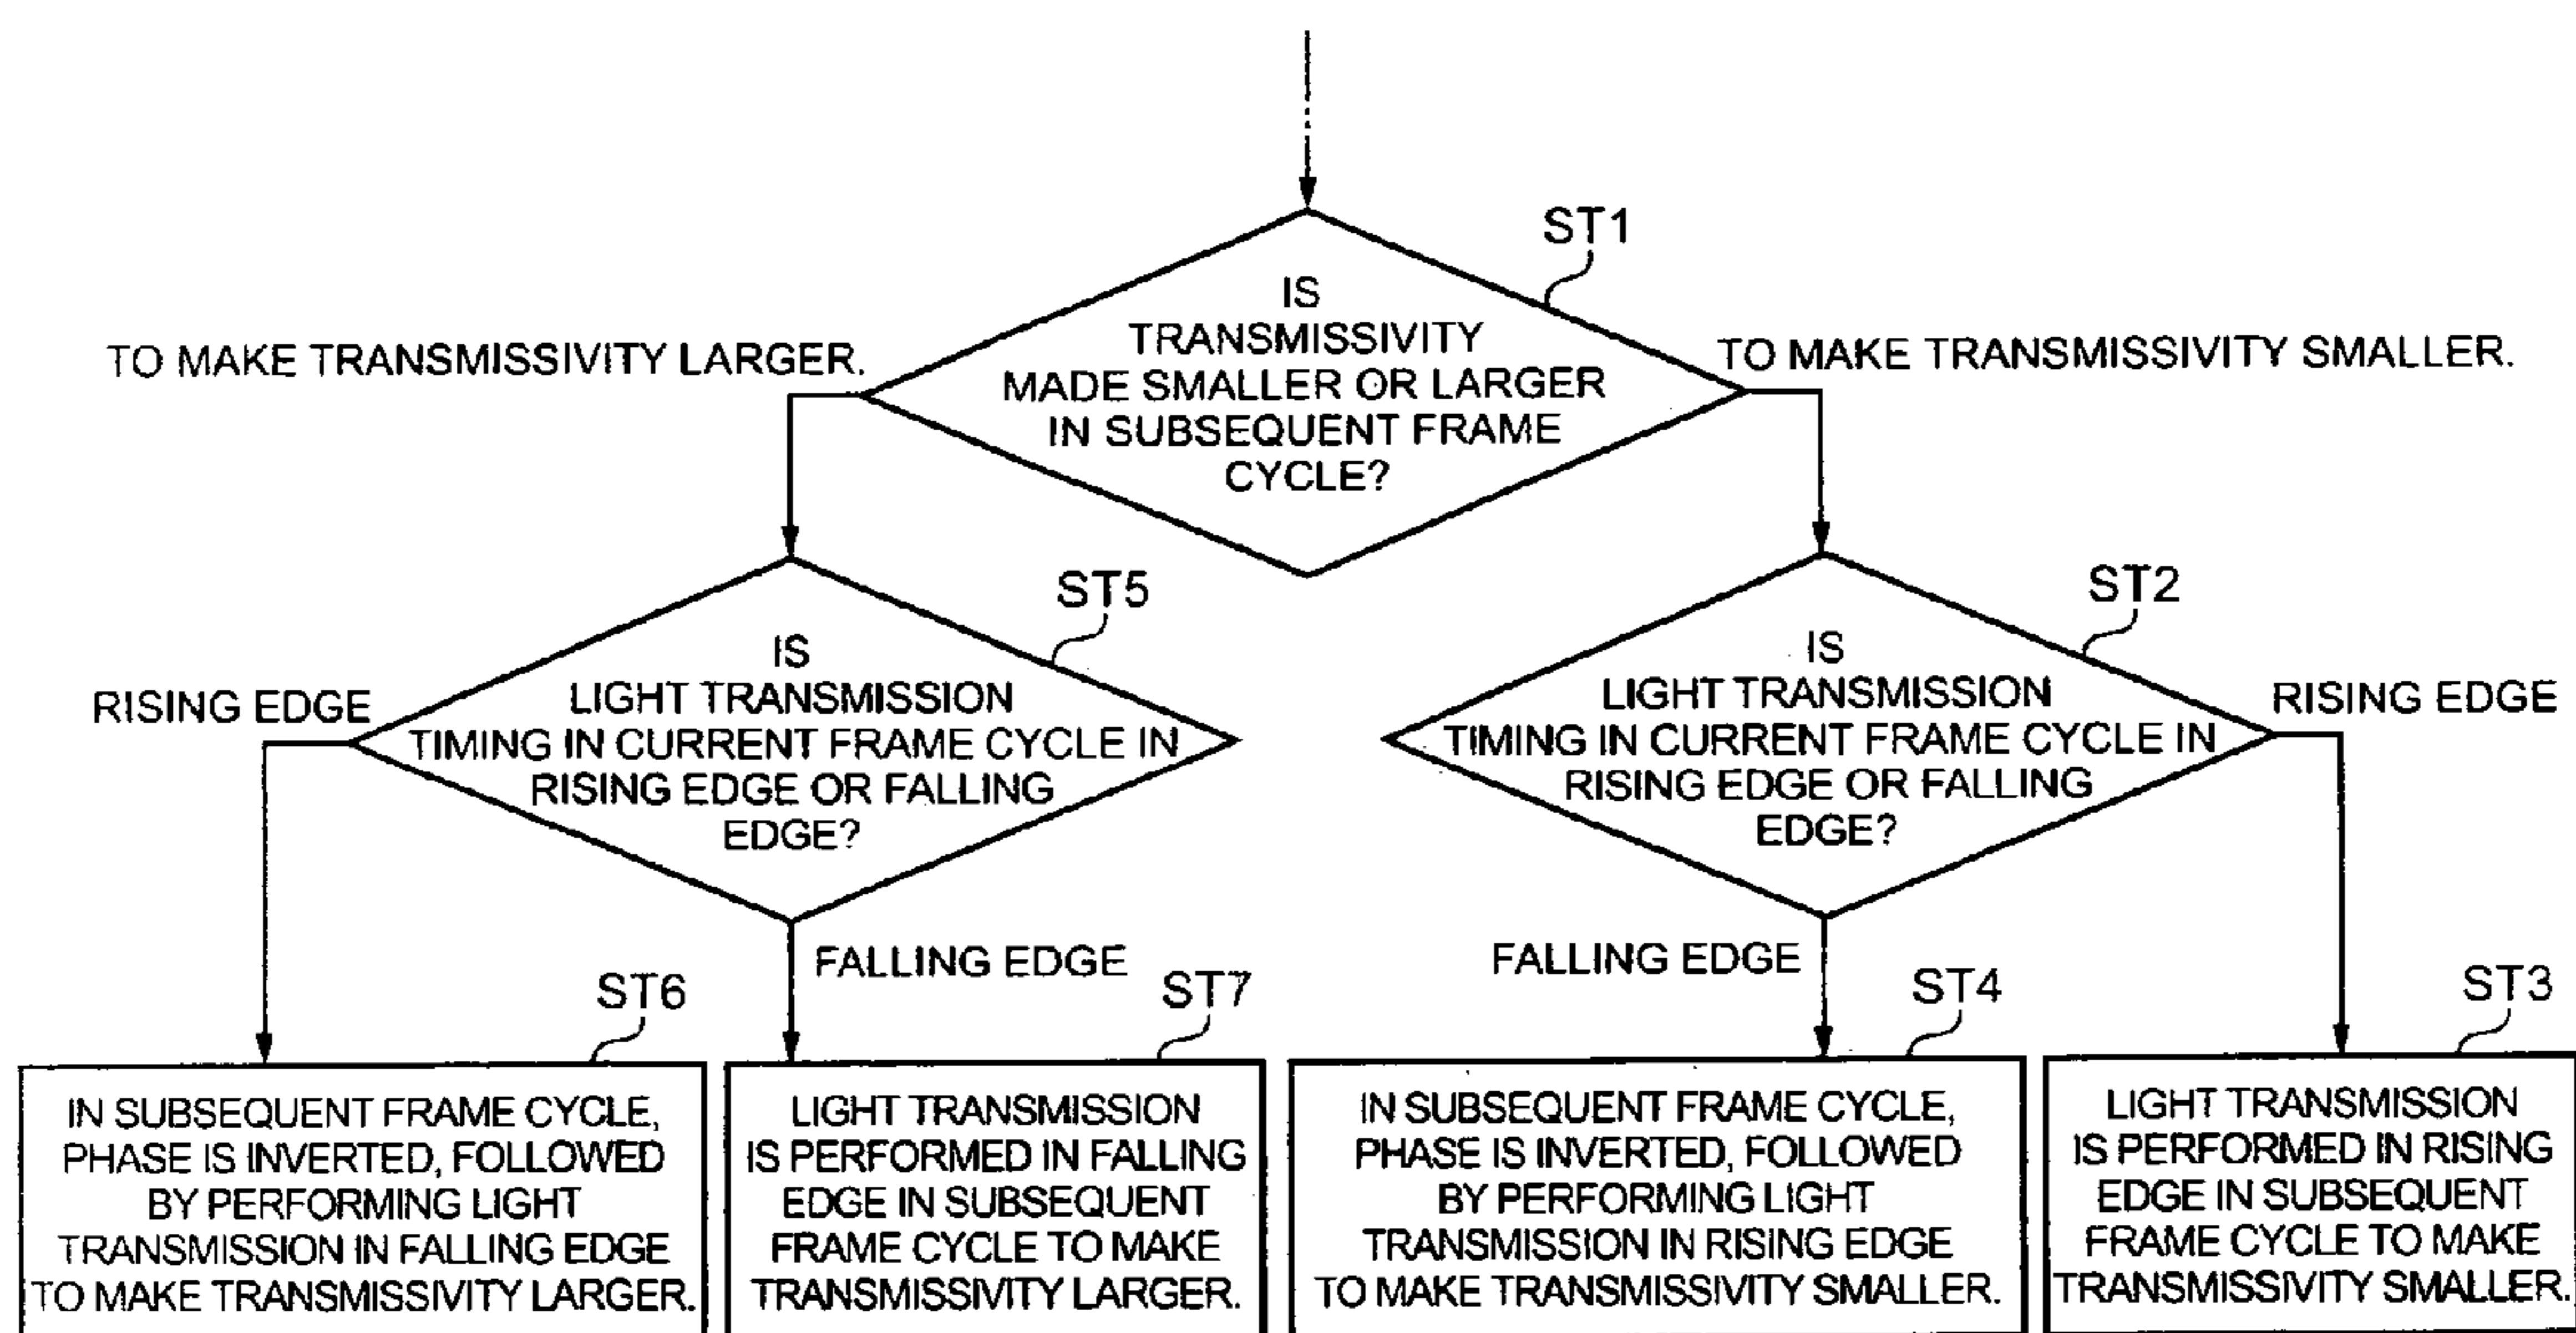 ST1
IS
TRANSMISSIVITY
MADE SMALLER OR LARGER
IN SUBSEQUENT FRAME
CYCLE?
TO MAKE TRANSMISSIVITY LARGER.
TO MAKE TRANSMISSIVITY SMALLER.
ST5
IS
LIGHT TRANSMISSION
TIMING IN CURRENT FRAME CYCLE IN
RISING EDGE OR FALLING
EDGE?
RISING EDGE
FALLING EDGE
ST2
IS
LIGHT TRANSMISSION
TIMING IN CURRENT FRAME CYCLE IN
RISING EDGE OR FALLING
EDGE?
RISING EDGE
FALLING EDGE
ST6
IN SUBSEQUENT FRAME CYCLE,
PHASE IS INVERTED, FOLLOWED
BY PERFORMING LIGHT
TRANSMISSION IN FALLING EDGE
TO MAKE TRANSMISSIVITY LARGER.
ST7
LIGHT TRANSMISSION
IS PERFORMED IN FALLING
EDGE IN SUBSEQUENT
FRAME CYCLE TO MAKE
TRANSMISSIVITY LARGER.
ST4
IN SUBSEQUENT FRAME CYCLE,
PHASE IS INVERTED, FOLLOWED
BY PERFORMING LIGHT
TRANSMISSION IN RISING EDGE
TO MAKE TRANSMISSIVITY SMALLER.
ST3
LIGHT TRANSMISSION
IS PERFORMED IN RISING
EDGE IN SUBSEQUENT
FRAME CYCLE TO MAKE
TRANSMISSIVITY SMALLER.